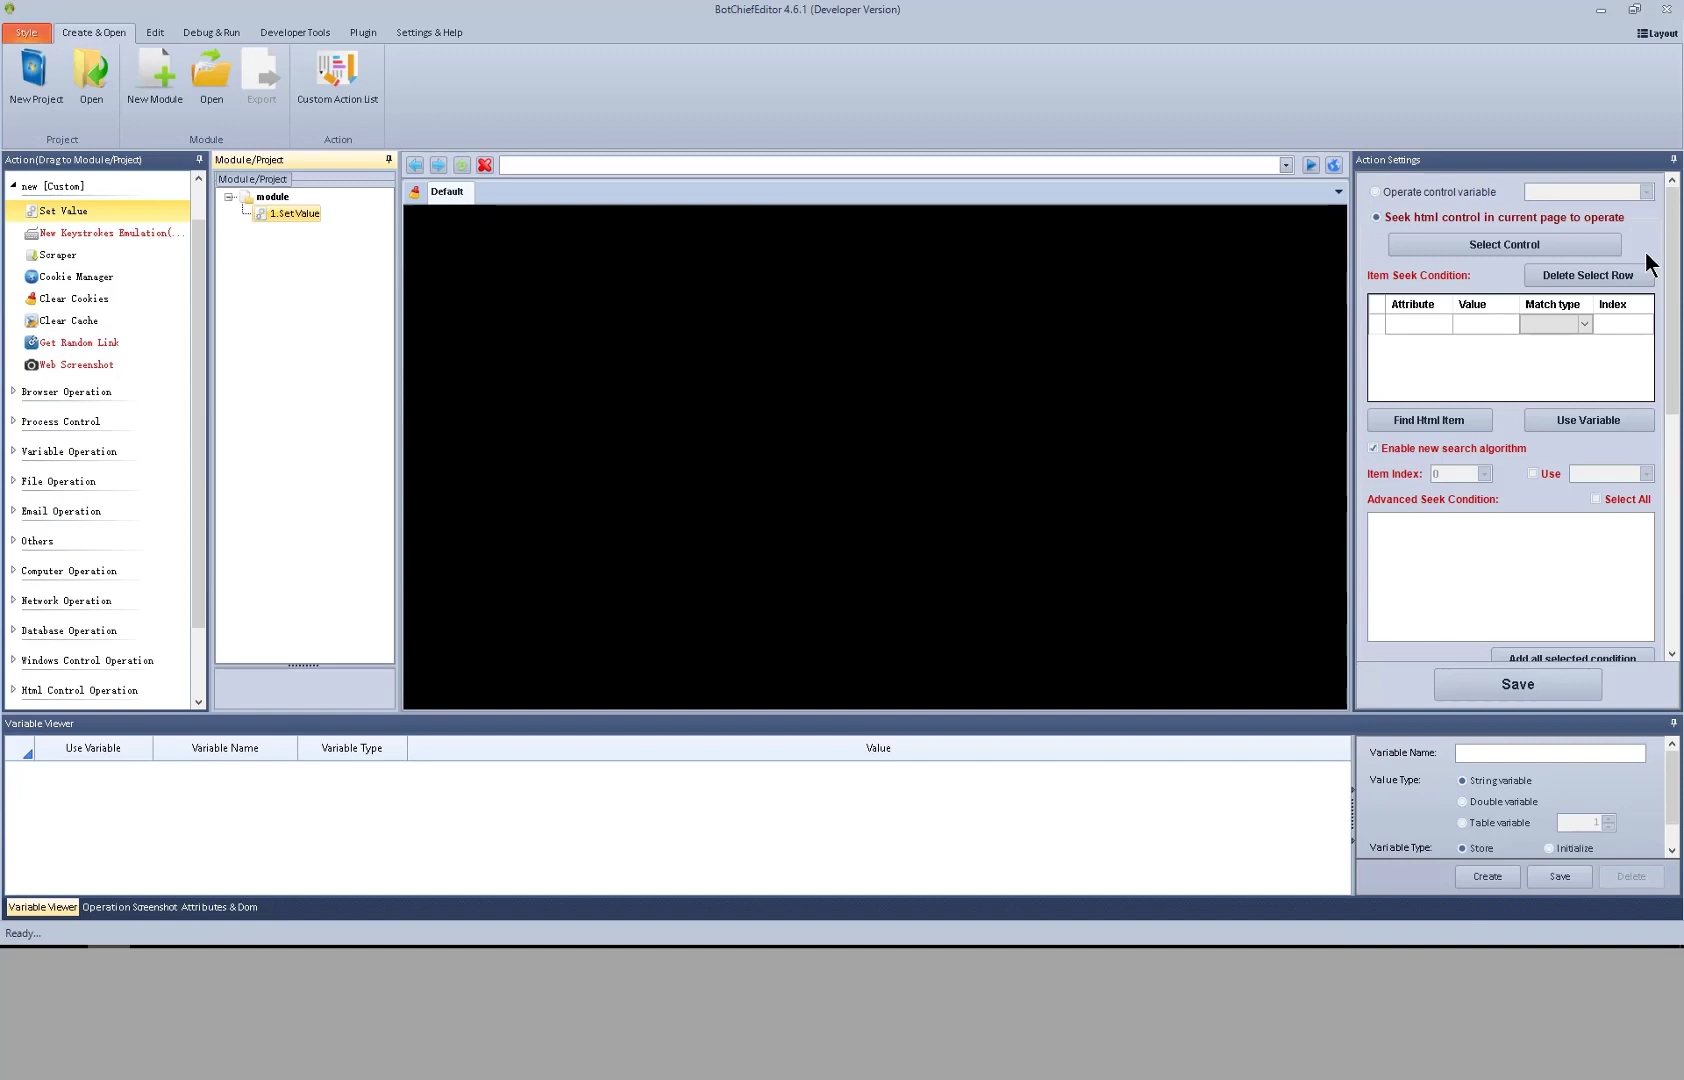 BotChiefEditor 4.6.1 (Developer Version)
Style Create & Open Edit Debug & Run Developer Tools Plugin Settings & Help Layout
New Project Open New Module Open Export Custom Action List
Project Module Action
Action(Drag to Module/Project)
new [Custom]
Set Value
New Keystrokes Emulation(...
Scraper
Cookie Manager
Clear Cookies
Clear Cache
Get Random Link
Web Screenshot
Browser Operation
Process Control
Variable Operation
File Operation
Email Operation
Others
Computer Operation
Network Operation
Database Operation
Windows Control Operation
Html Control Operation
Module/Project
Module/Project
module
1.Set Value
Default
Action Settings
Operate control variable
Seek html control in current page to operate
Select Control
Item Seek Condition: Delete Select Row
Attribute Value Match type Index
Find Html Item Use Variable
Enable new search algorithm
Item Index: 0 Use
Advanced Seek Condition: Select All
Add all selected condition
Save
Variable Viewer
Use Variable Variable Name Variable Type Value
Variable Name:
Value Type: String variable
Double variable
Table variable 1
Variable Type: Store Initialize
Create Save Delete
Variable Viewer Operation Screenshot Attributes & Dom
Ready...